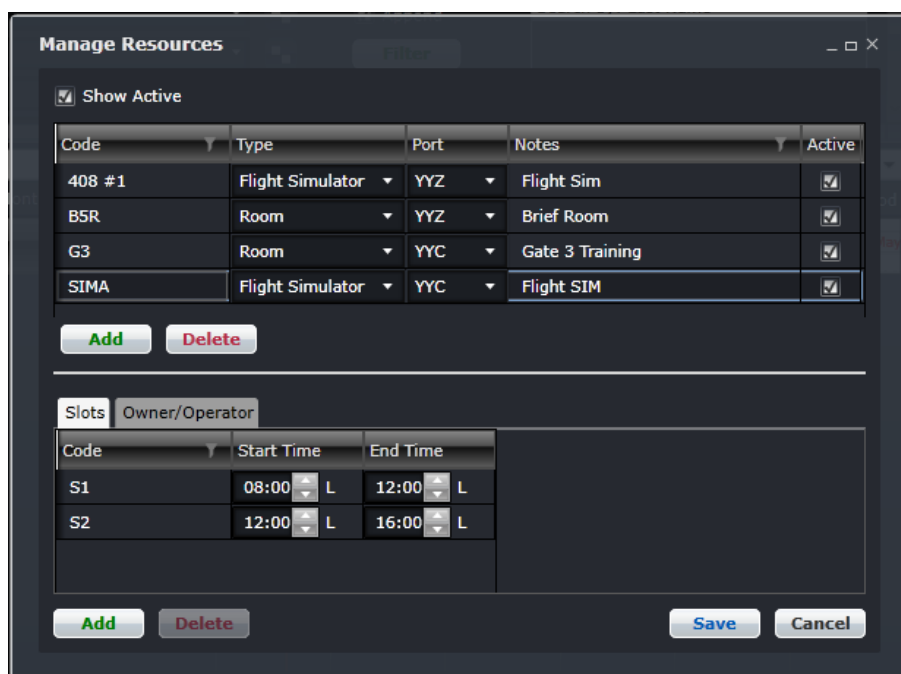 Filter
Manage Resources
Show Active
Code Type Port Notes Active
408 #1 Flight Simulator YYZ Flight Sim
B5R Room YYZ Brief Room
G3 Room YYC Gate 3 Training
SIMA Flight Simulator YYC Flight SIM
Add Delete
Slots Owner/Operator
Code Start Time End Time
S1 08:00 L 12:00 L
S2 12:00 L 16:00 L
Add Delete Save Cancel